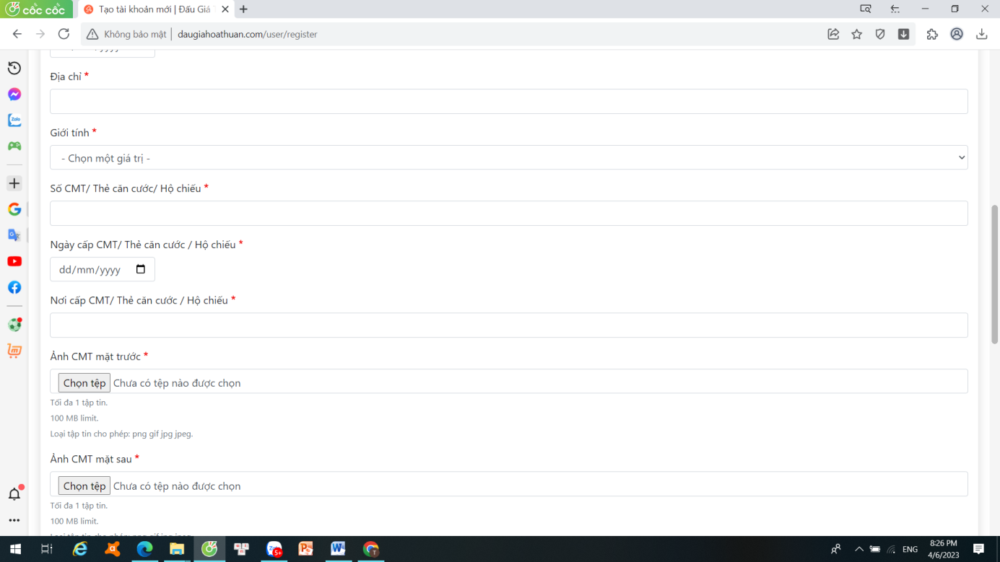 cốc cốc
Tạo tài khoản mới | Đấu Giá
Không bảo mật | daugiahoathuan.com/user/register
Địa chỉ *
Giới tính *
- Chọn một giá trị -
Số CMT/ Thẻ căn cước/ Hộ chiếu *
Ngày cấp CMT/ Thẻ căn cước / Hộ chiếu *
dd/mm/yyyy
Nơi cấp CMT/ Thẻ căn cước / Hộ chiếu *
Ảnh CMT mặt trước *
Chọn tệp Chưa có tệp nào được chọn
Tối đa 1 tập tin.
100 MB limit.
Loại tập tin cho phép: png gif jpg jpeg.
Ảnh CMT mặt sau *
Chọn tệp Chưa có tệp nào được chọn
Tối đa 1 tập tin.
100 MB limit.
Zalo
5+
ENG
8:26 PM
4/6/2023